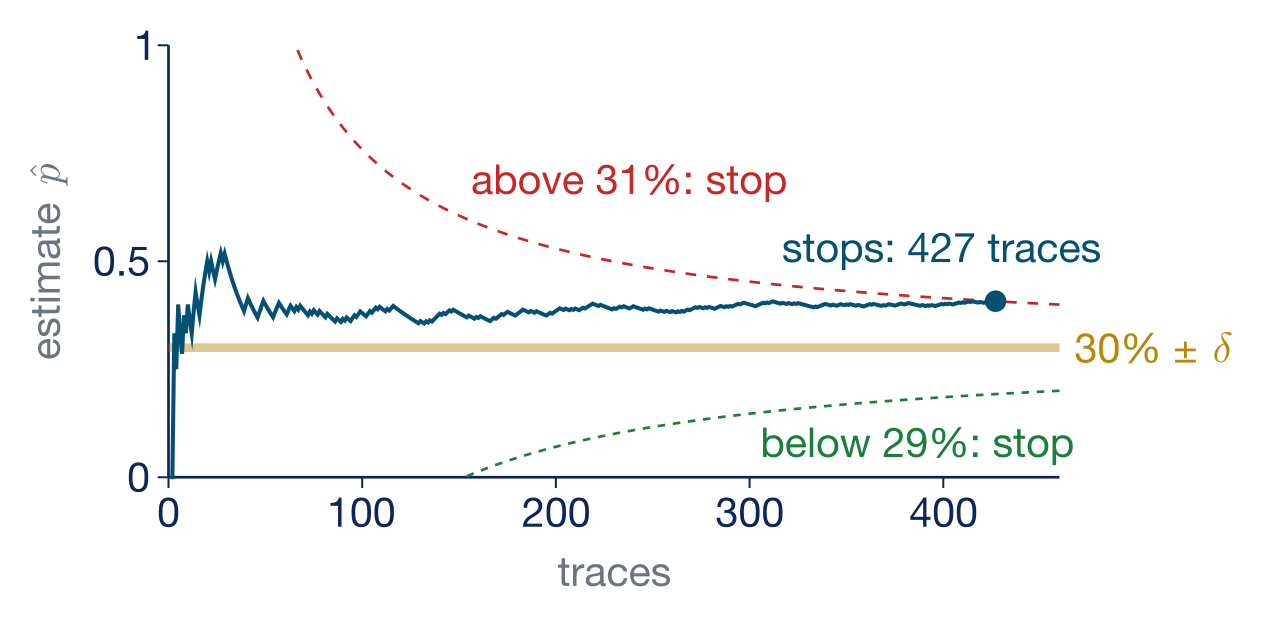 1
above 31%: stop
stops: 427 traces
0.5
estimate p̂
30% ± δ
below 29%: stop
0
0 100 200 300 400
traces